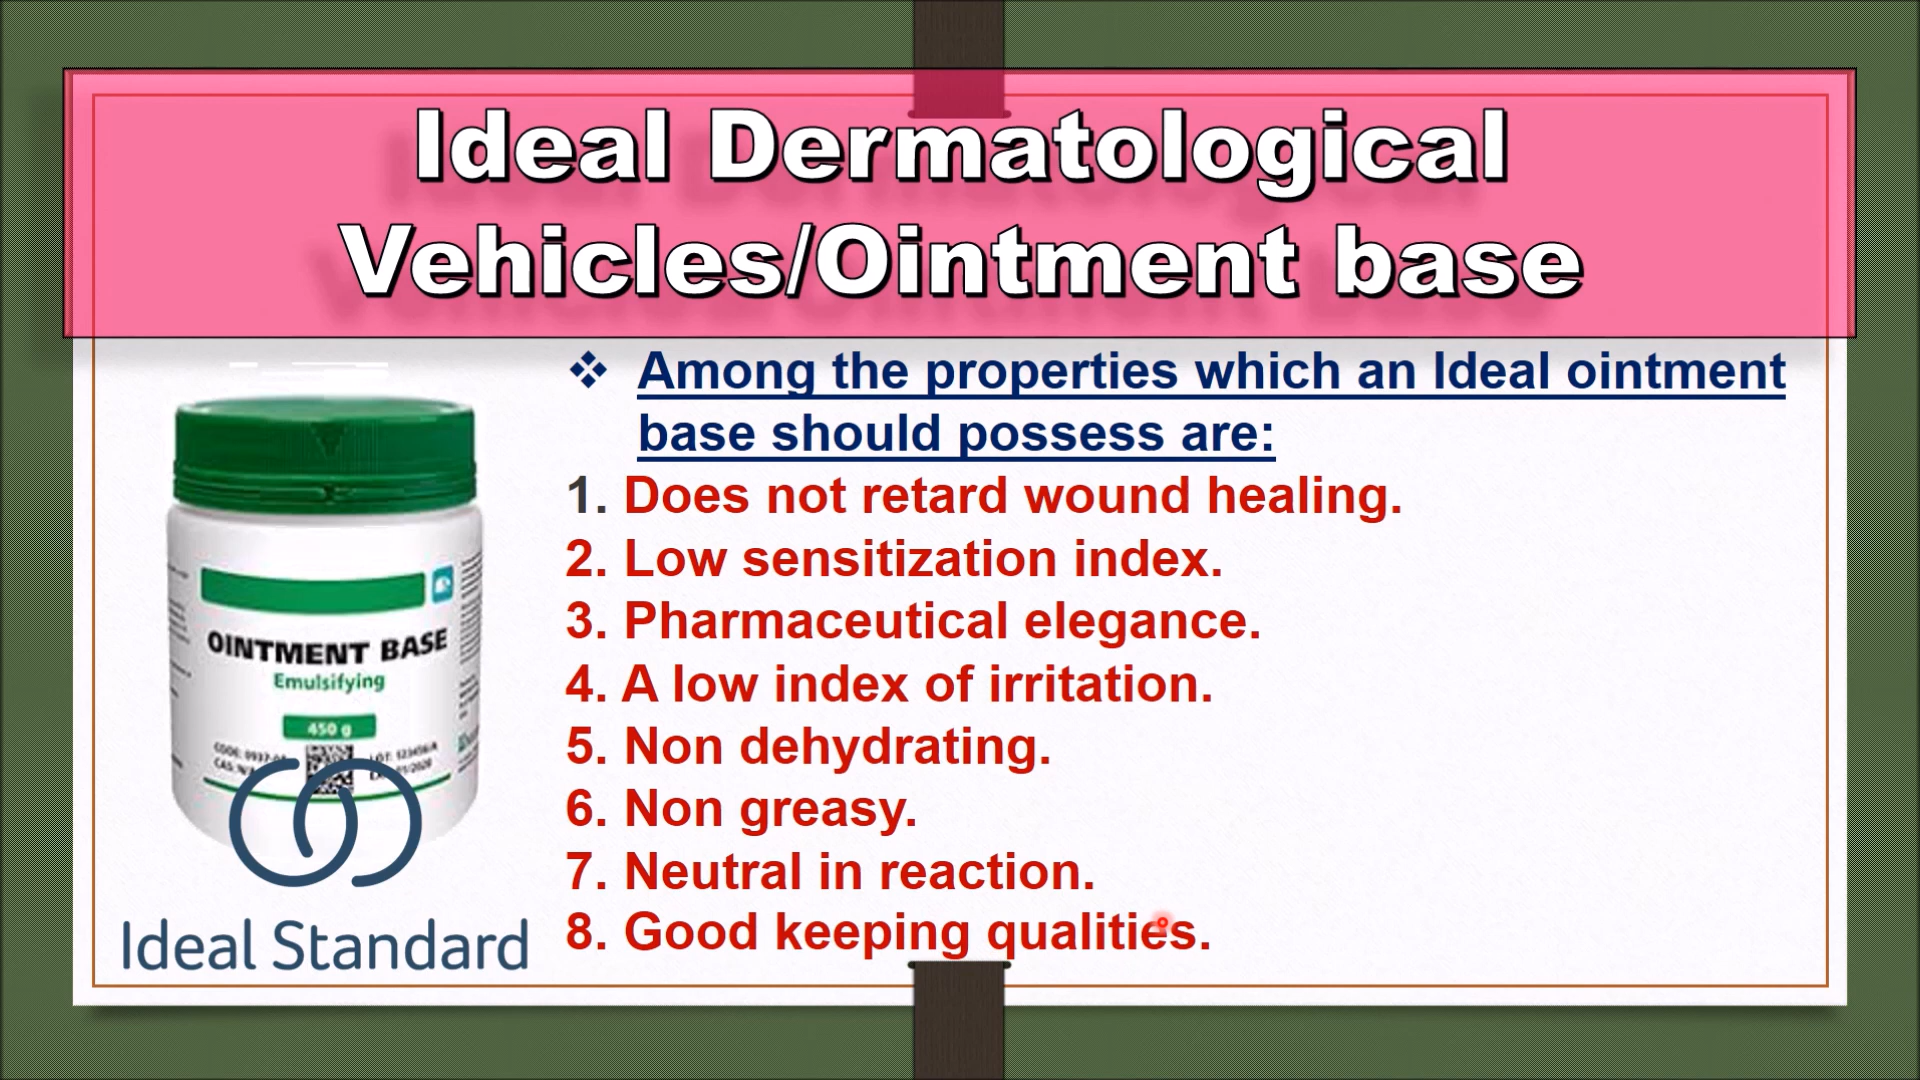 Ideal Dermatological
Vehicles/Ointment base
❖ Among the properties which an Ideal ointment
base should possess are:
1. Does not retard wound healing.
2. Low sensitization index.
3. Pharmaceutical elegance.
4. A low index of irritation.
5. Non dehydrating.
6. Non greasy.
7. Neutral in reaction.
8. Good keeping qualities.
OINTMENT BASE
Emulsifying
450 g
Ideal Standard